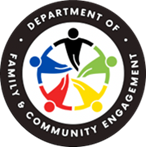 DEPARTMENT OF
FAMILY & COMMUNITY ENGAGEMENT